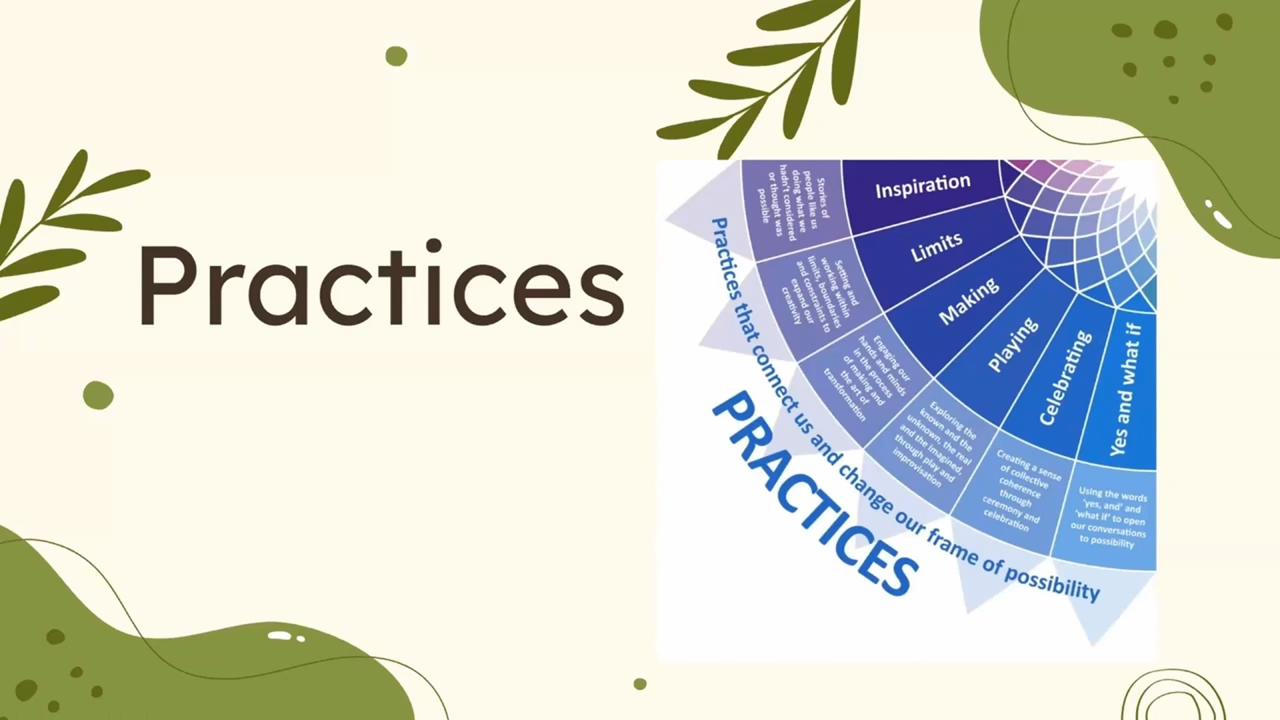 Practices
Inspiration
Stories of
people like us
doing what we
hadn't considered
or thought was
possible
Limits
Setting and
working within
limits, boundaries
and constraints to
expand our
creativity
Making
Engaging our
hands and minds
in the process
of making and
the art of
transformation
Playing
Exploring the
known and the
unknown, the real
and the imagined,
through play and
improvisation
Celebrating
Creating a sense
of collective
coherence
through
ceremony and
celebration
Yes and what if
Using the words
'yes, and' and
'what if' to open
our conversations
to possibility
Practices that connect us and change our frame of possibility
PRACTICES